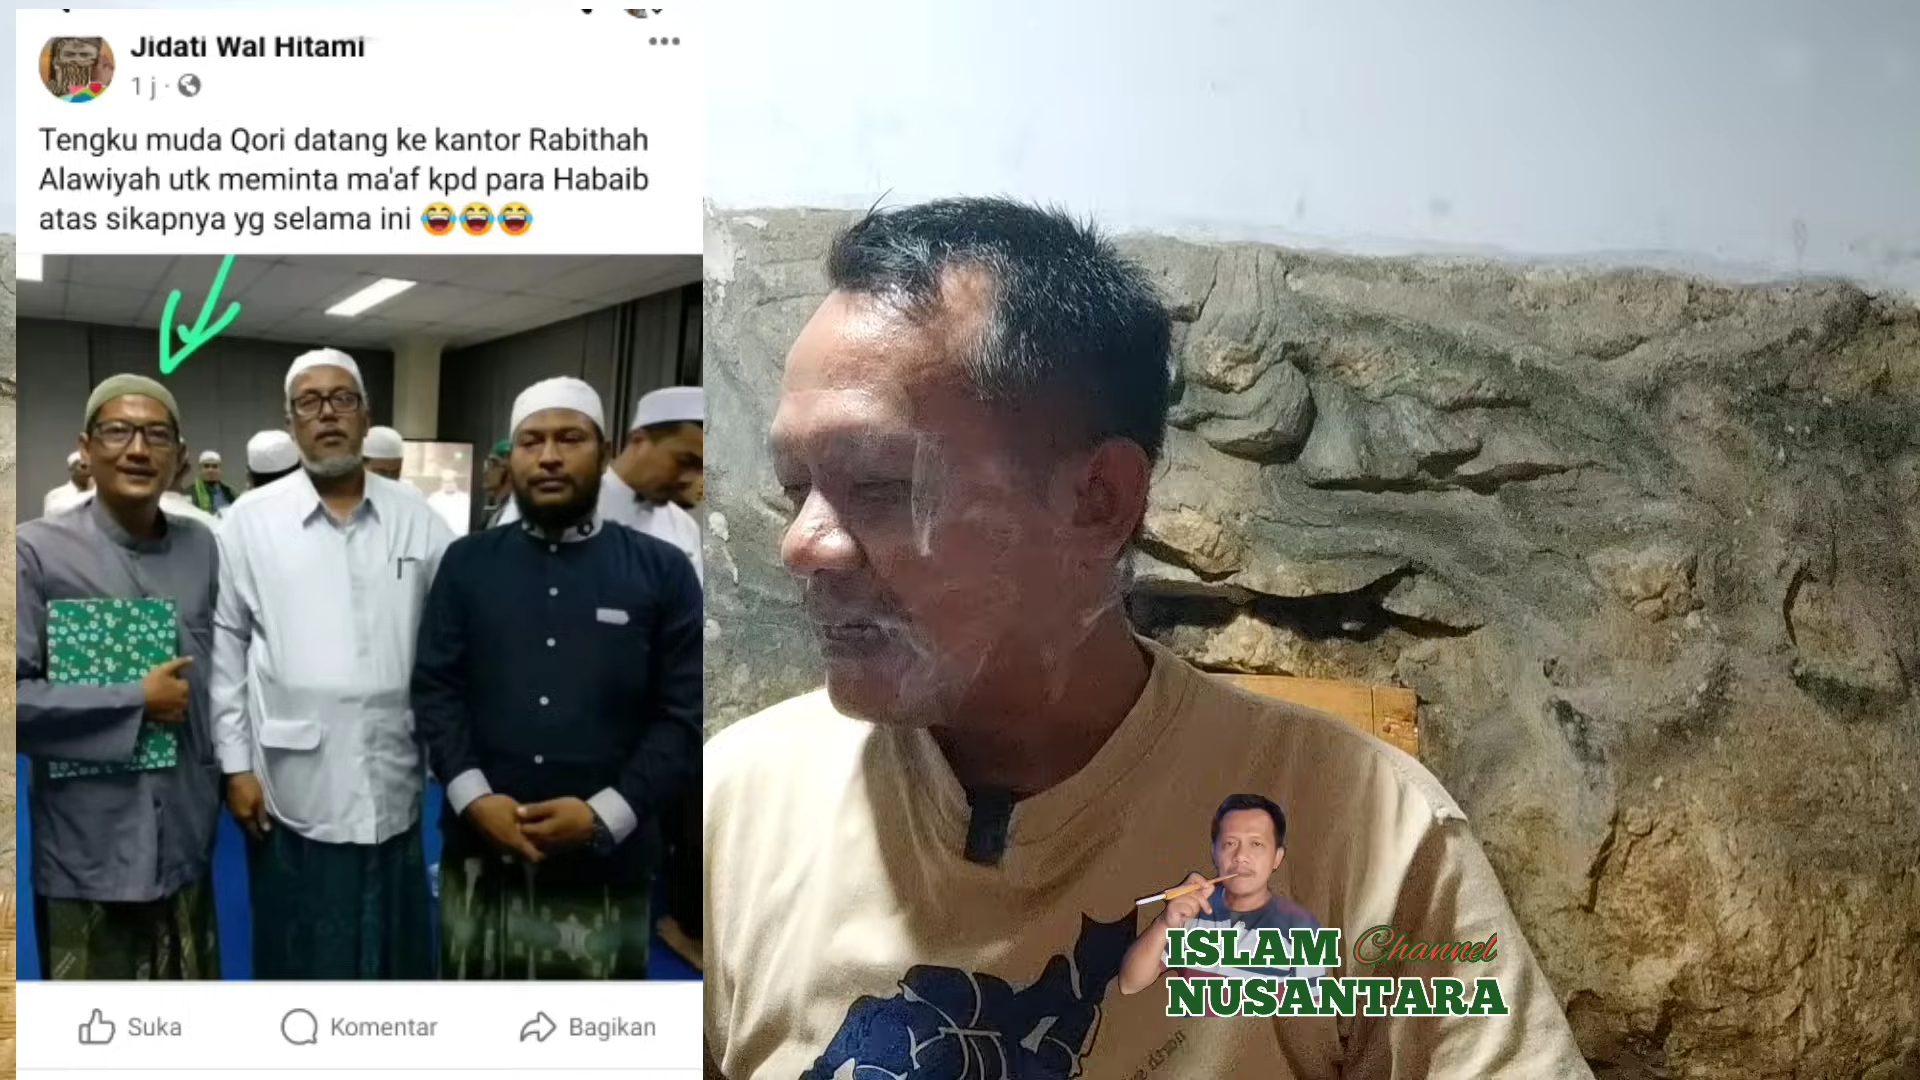 Jidati Wal Hitami
1 j ·
Tengku muda Qori datang ke kantor Rabithah
Alawiyah utk meminta ma'af kpd para Habaib
atas sikapnya yg selama ini 😂😂😂
Suka
Komentar
Bagikan
ISLAM Channel
NUSANTARA